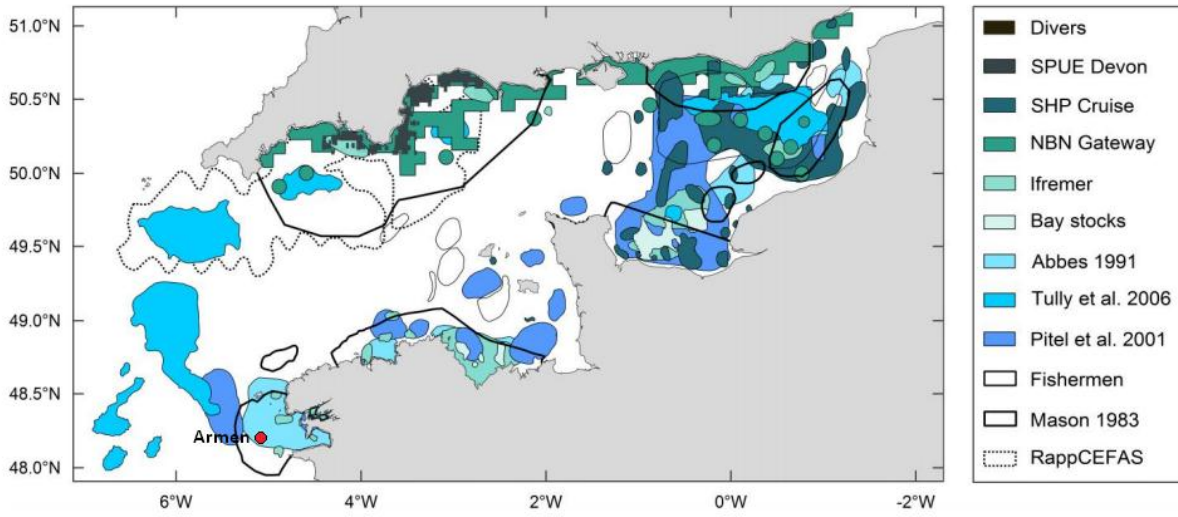 51.0°N
50.5°N
50.0°N
49.5°N
49.0°N
48.5°N
48.0°N
6°W
4°W
2°W
0°W
-2°W
Armen
Divers
SPUE Devon
SHP Cruise
NBN Gateway
Ifremer
Bay stocks
Abbes 1991
Tully et al. 2006
Pitel et al. 2001
Fishermen
Mason 1983
RappCEFAS